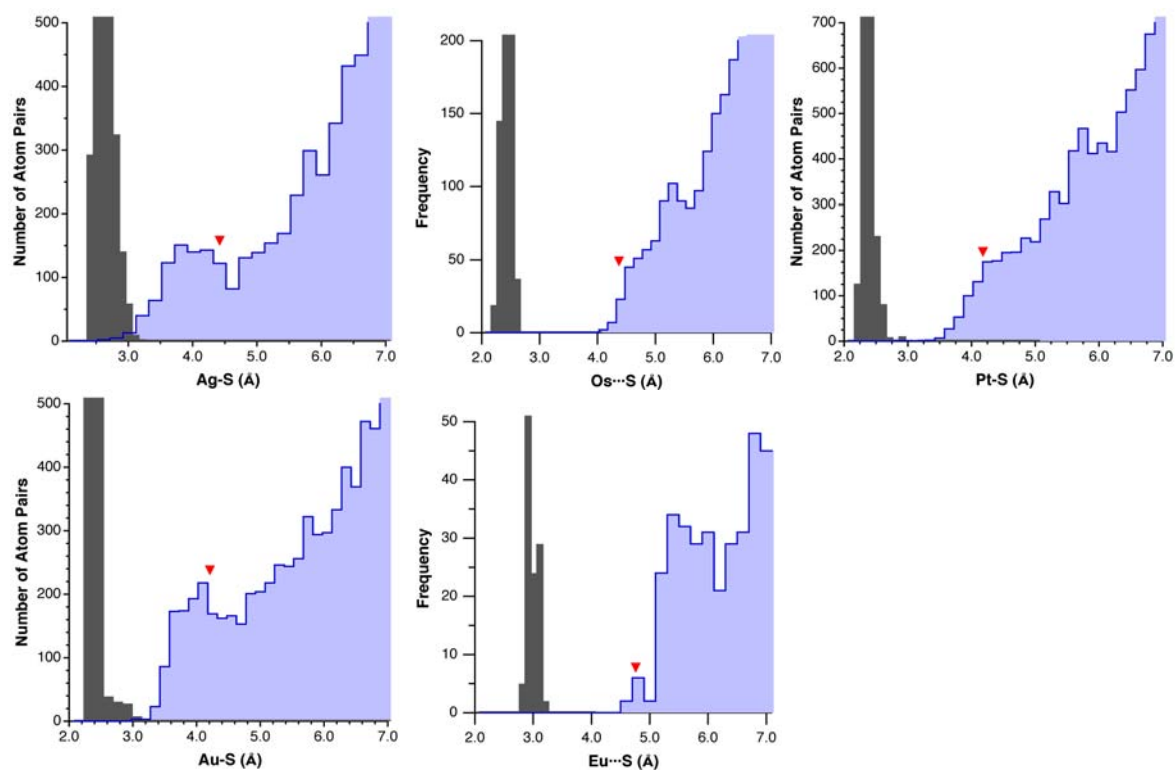 Number of Atom Pairs
500
400
300
200
100
0
3.0 4.0 5.0 6.0 7.0
Ag-S (Å)
Frequency
200
150
100
50
0
2.0 3.0 4.0 5.0 6.0 7.0
Os···S (Å)
Number of Atom Pairs
700
600
500
400
300
200
100
0
2.0 3.0 4.0 5.0 6.0 7.0
Pt-S (Å)
Number of Atom Pairs
500
400
300
200
100
0
2.0 3.0 4.0 5.0 6.0 7.0
Au-S (Å)
Frequency
50
40
30
20
10
0
2.0 3.0 4.0 5.0 6.0 7.0
Eu···S (Å)